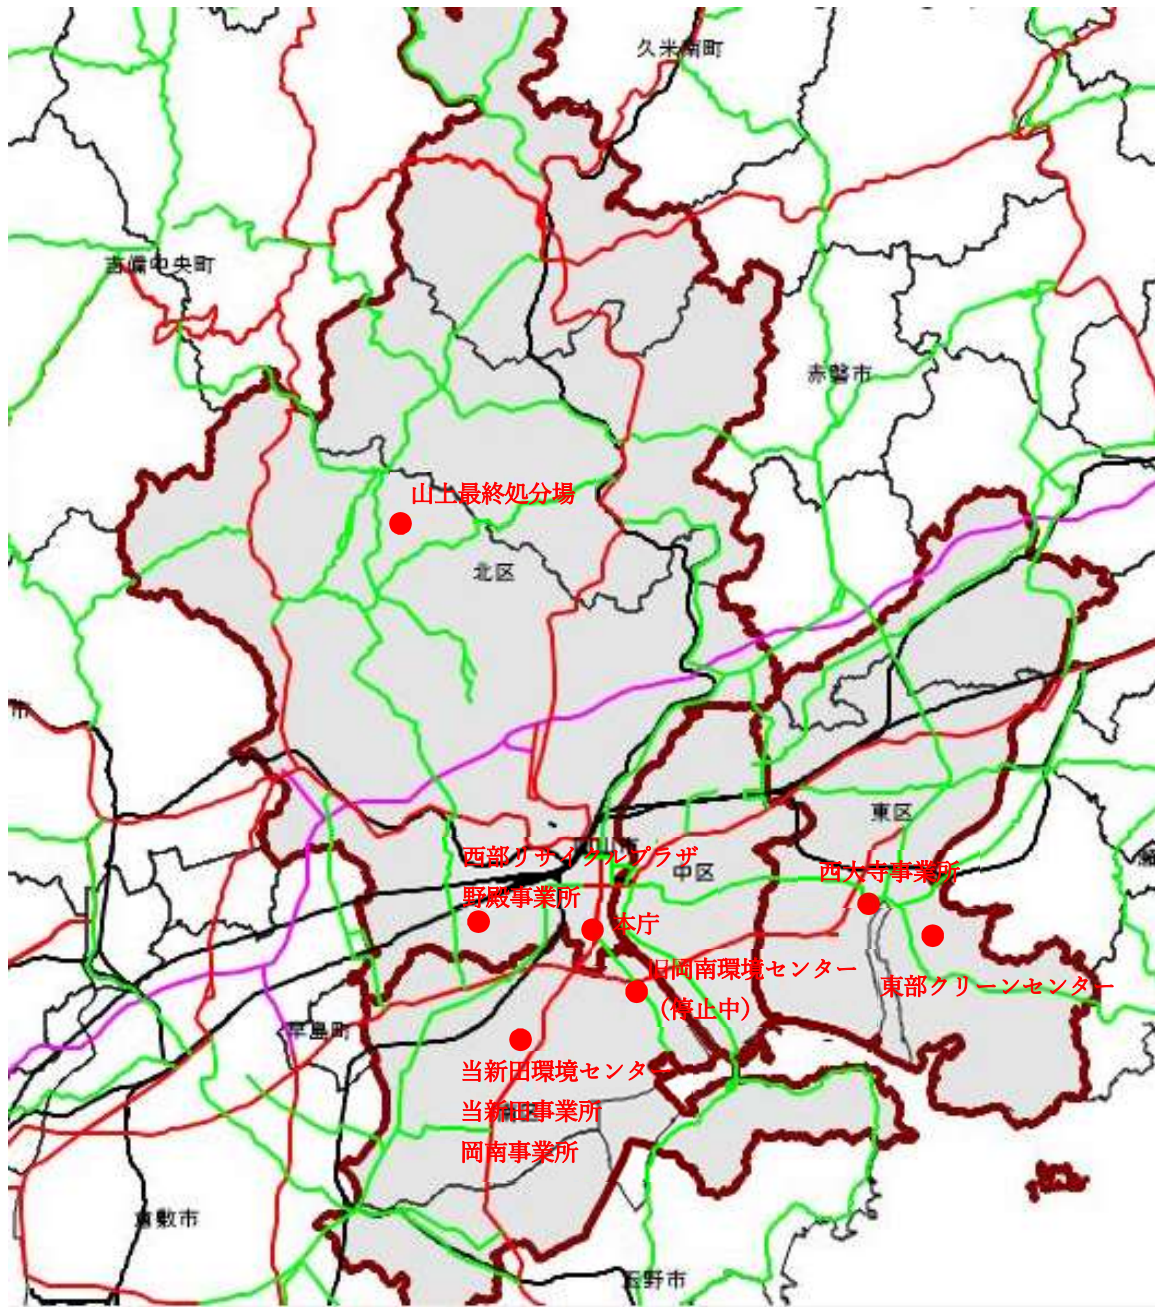 久米南町
吉備中央町
赤磐市
山上最終処分場
北区
市
東区
西部リサイクルプラザ
中区
西大寺事業所
野殿事業所
本庁
旧岡南環境センター
(停止中)
東部クリーンセンター
早島町
当新田環境センター
当新田事業所
岡南事業所
倉敷市
玉野市